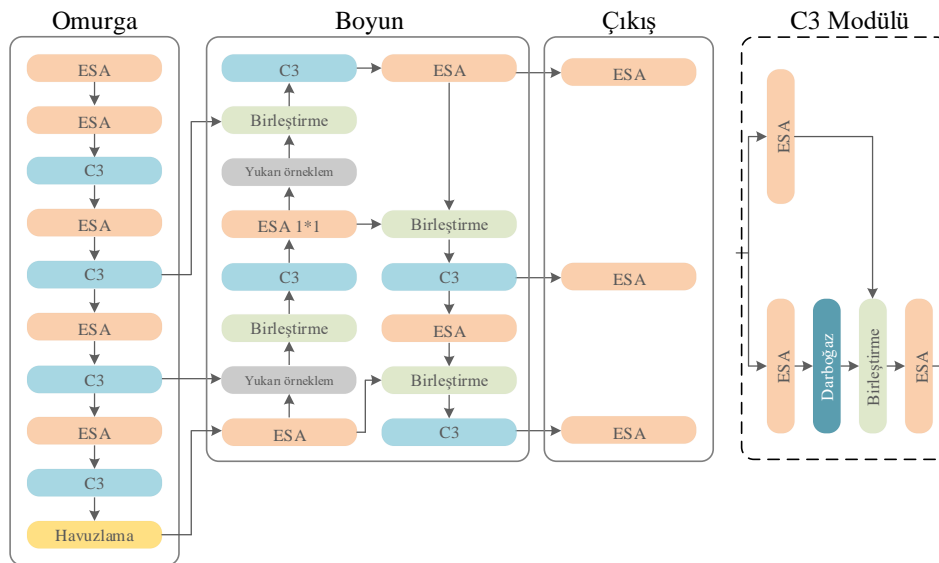 Omurga
ESA
ESA
C3
ESA
C3
ESA
C3
ESA
C3
Havuzlama
Boyun
C3
Birleştirme
Yukarı örneklem
ESA 1*1
C3
Birleştirme
Yukarı örneklem
ESA
ESA
Birleştirme
C3
ESA
Birleştirme
C3
Çıkış
ESA
ESA
ESA
C3 Modülü
ESA
ESA
Darboğaz
Birleştirme
ESA